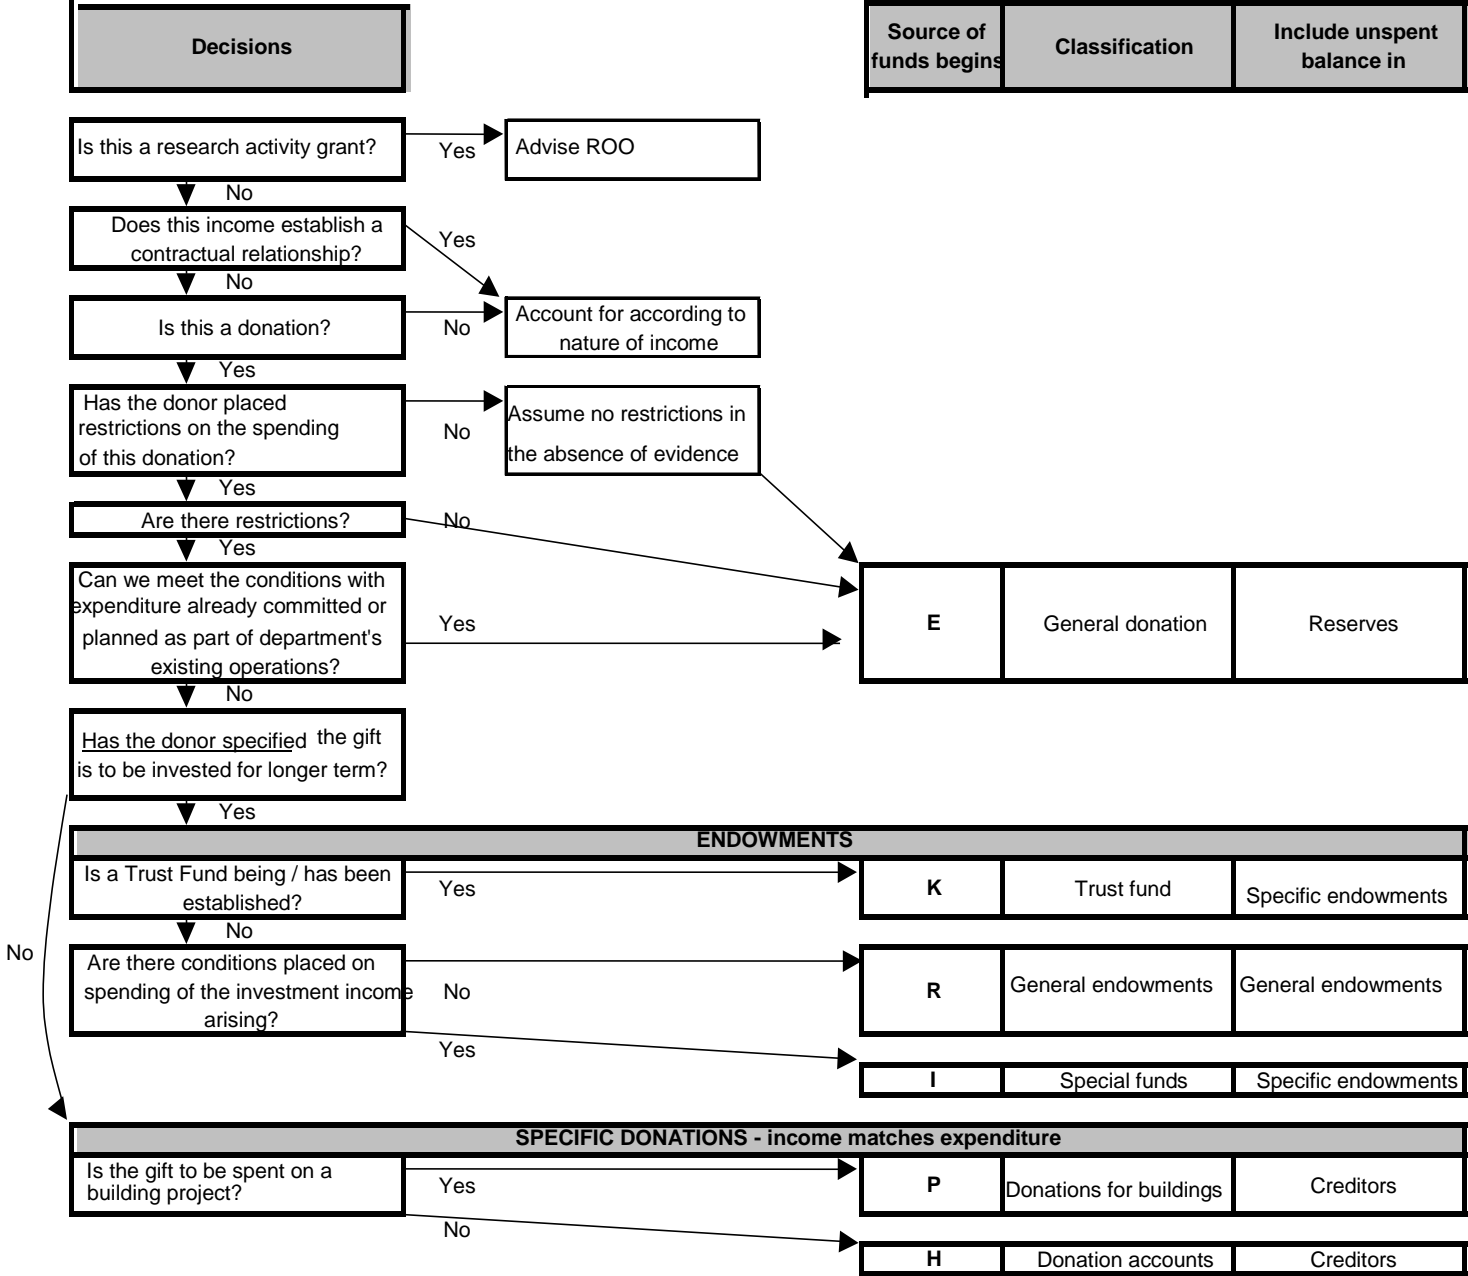 Decisions
Source of
funds begins
Classification
Include unspent
balance in
Is this a research activity grant?
Yes
Advise ROO
No
Does this income establish a
contractual relationship?
Yes
No
Is this a donation?
No
Account for according to
nature of income
Yes
Has the donor placed
restrictions on the spending
of this donation?
No
Assume no restrictions in
the absence of evidence
Yes
Are there restrictions?
No
Yes
Can we meet the conditions with
expenditure already committed or
planned as part of department's
existing operations?
Yes
E
General donation
Reserves
No
Has the donor specified the gift
is to be invested for longer term?
Yes
ENDOWMENTS
Is a Trust Fund being / has been
established?
Yes
K
Trust fund
Specific endowments
No
No
Are there conditions placed on
spending of the investment income
arising?
No
R
General endowments
General endowments
Yes
I
Special funds
Specific endowments
SPECIFIC DONATIONS - income matches expenditure
Is the gift to be spent on a
building project?
Yes
P
Donations for buildings
Creditors
No
H
Donation accounts
Creditors